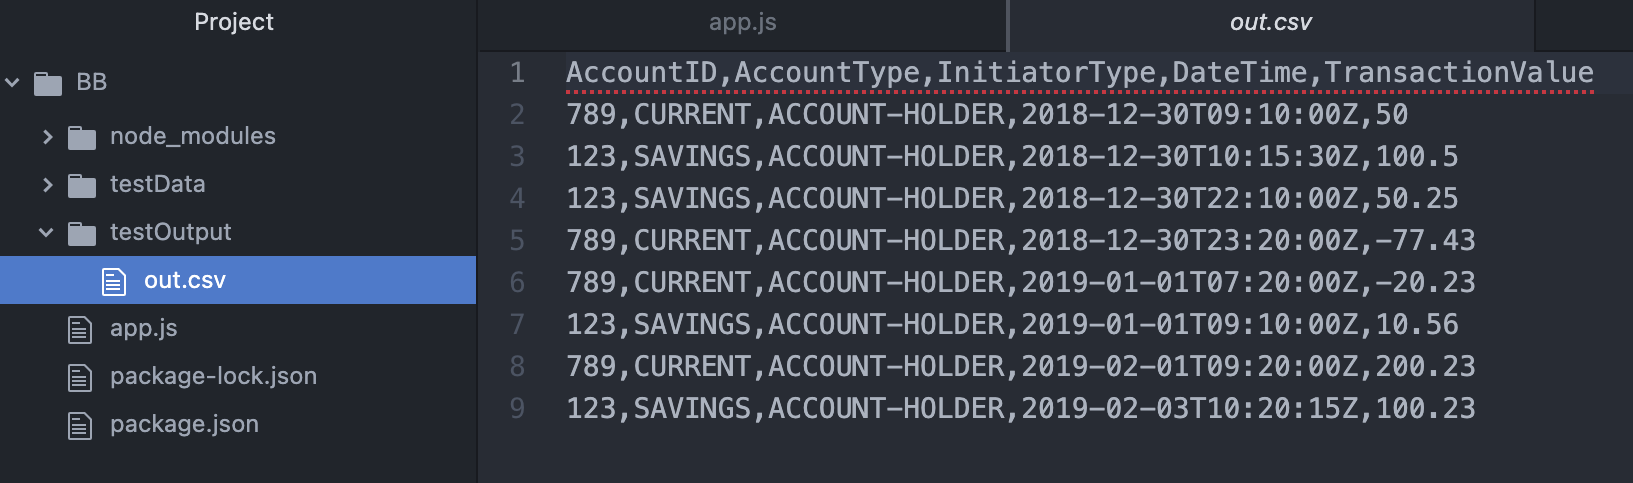 Project
BB
node_modules
testData
testOutput
out.csv
app.js
package-lock.json
package.json
app.js
out.csv
1 AccountID,AccountType,InitiatorType,DateTime,TransactionValue
2 789,CURRENT,ACCOUNT-HOLDER,2018-12-30T09:10:00Z,50
3 123,SAVINGS,ACCOUNT-HOLDER,2018-12-30T10:15:30Z,100.5
4 123,SAVINGS,ACCOUNT-HOLDER,2018-12-30T22:10:00Z,50.25
5 789,CURRENT,ACCOUNT-HOLDER,2018-12-30T23:20:00Z,-77.43
6 789,CURRENT,ACCOUNT-HOLDER,2019-01-01T07:20:00Z,-20.23
7 123,SAVINGS,ACCOUNT-HOLDER,2019-01-01T09:10:00Z,10.56
8 789,CURRENT,ACCOUNT-HOLDER,2019-02-01T09:20:00Z,200.23
9 123,SAVINGS,ACCOUNT-HOLDER,2019-02-03T10:20:15Z,100.23